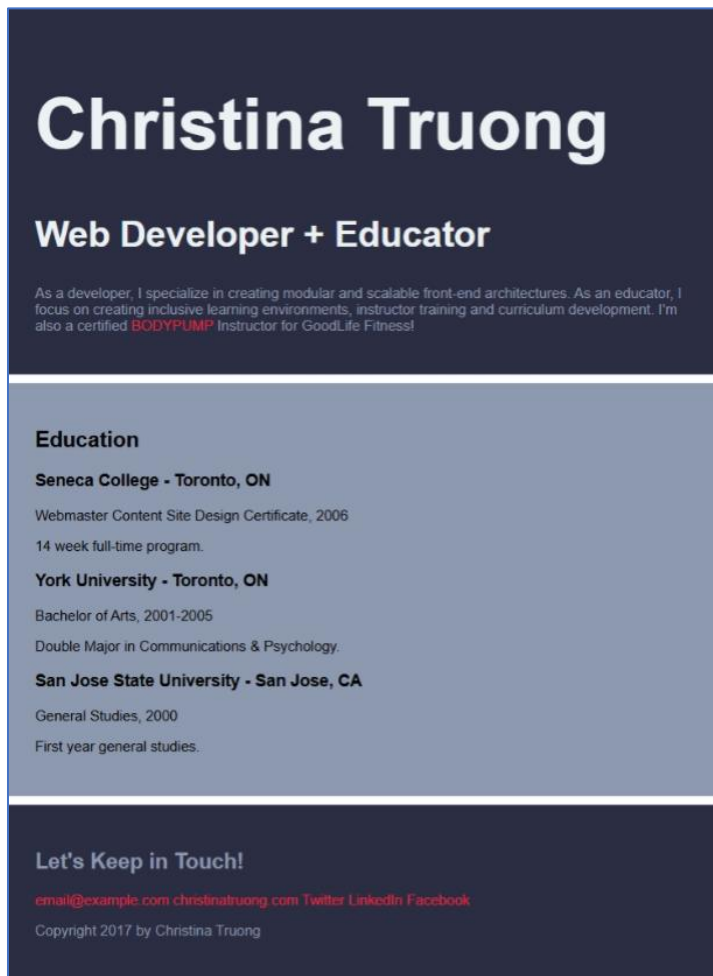 Christina Truong
Web Developer + Educator
As a developer, I specialize in creating modular and scalable front-end architectures. As an educator, I
focus on creating inclusive learning environments, instructor training and curriculum development. I'm
also a certified BODYPUMP Instructor for GoodLife Fitness!
Education
Seneca College - Toronto, ON
Webmaster Content Site Design Certificate, 2006
14 week full-time program.
York University - Toronto, ON
Bachelor of Arts, 2001-2005
Double Major in Communications & Psychology.
San Jose State University - San Jose, CA
General Studies, 2000
First year general studies.
Let's Keep in Touch!
email@example.com christinatruong.com Twitter LinkedIn Facebook
Copyright 2017 by Christina Truong